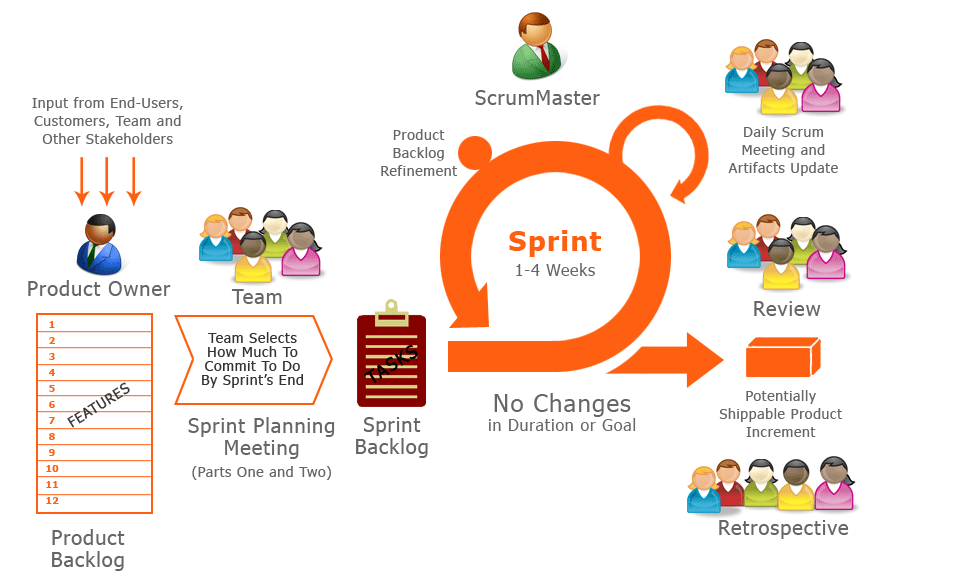 Input from End-Users,
Customers, Team and
Other Stakeholders
Product Owner
1
2
3
4
5
6
7
8
9
10
11
12
FEATURES
Product
Backlog
Team
Team Selects
How Much To
Commit To Do
By Sprint's End
Sprint Planning
Meeting
(Parts One and Two)
TASKS
Sprint
Backlog
ScrumMaster
Product
Backlog
Refinement
Sprint
1-4 Weeks
No Changes
in Duration or Goal
Daily Scrum
Meeting and
Artifacts Update
Review
Potentially
Shippable Product
Increment
Retrospective